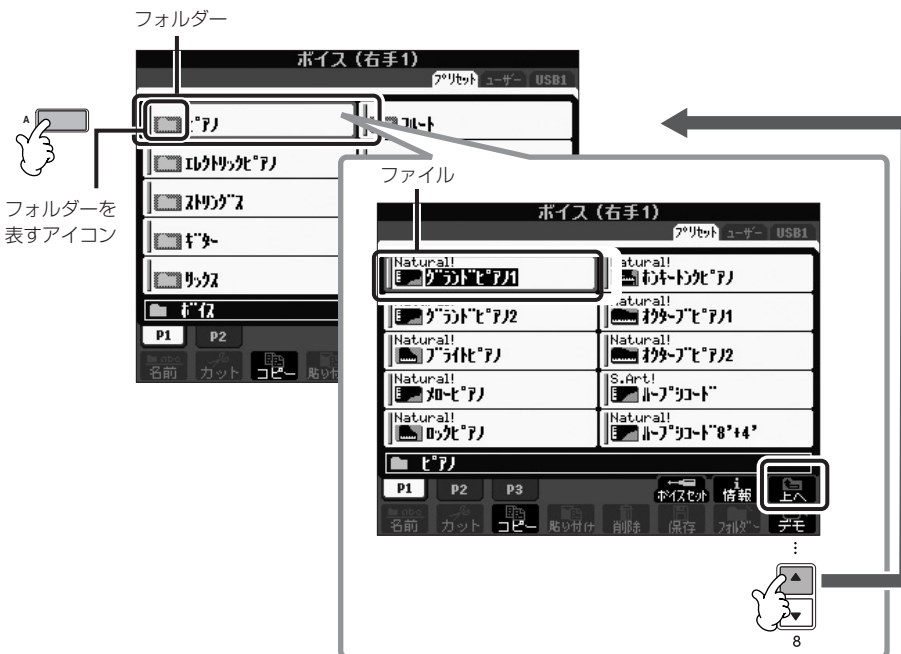 フォルダー
ボイス（右手1）
プリセット ユーザー USB1
A
フルート
エレクトリックピアノ
ストリングス
ギター
サックス
ボイス
P1 P2
名前 カット コピー
フォルダーを
表すアイコン
ファイル
ボイス（右手1）
プリセット ユーザー USB1
Natural!
グランドピアノ1
ホンキートンクピアノ
グランドピアノ2
オクターブピアノ1
Natural!
ブライトピアノ
Natural!
オクターブピアノ2
Natural!
メローピアノ
S.Art!
ハープシコード
Natural!
ロックピアノ
Natural!
ハープシコード8'+4'
ピアノ
P1 P2 P3
ボイスセット 情報 上へ
名前 カット コピー 貼り付け 削除 保存 フォルダー デモ
8